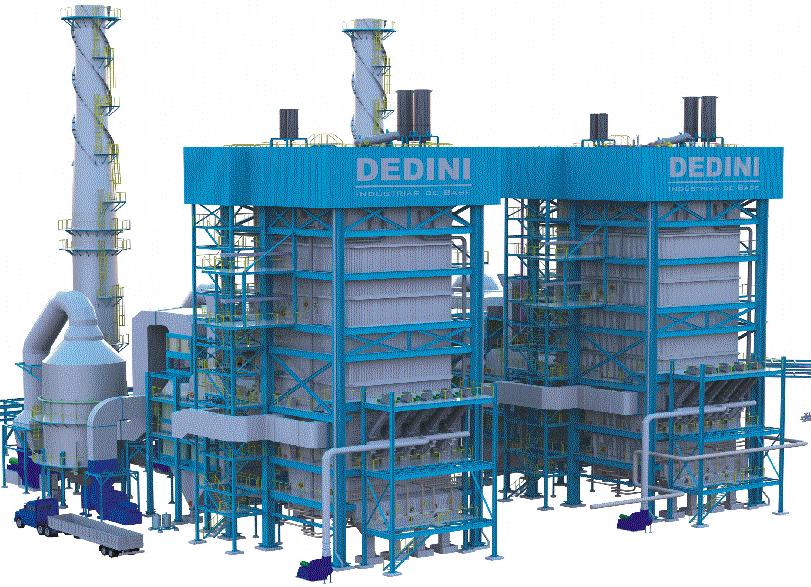 DEDINI
Indústrias de Base
DEDINI
Indústrias de Base